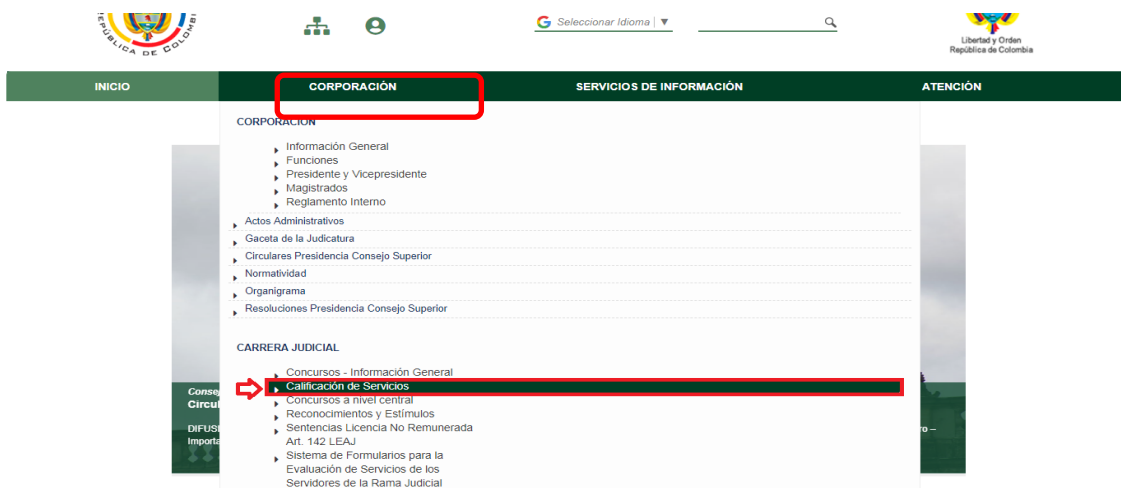 REPÚBLICA DE COLOMBIA
Seleccionar Idioma
Libertad y Orden
República de Colombia
INICIO
CORPORACIÓN
SERVICIOS DE INFORMACIÓN
ATENCIÓN
CORPORACIÓN
Información General
Funciones
Presidente y Vicepresidente
Magistrados
Reglamento Interno
Actos Administrativos
Gaceta de la Judicatura
Circulares Presidencia Consejo Superior
Normatividad
Organigrama
Resoluciones Presidencia Consejo Superior
CARRERA JUDICIAL
Concursos - Información General
Calificación de Servicios
Concursos a nivel central
Reconocimientos y Estímulos
Sentencias Licencia No Remunerada
Art. 142 LEAJ
Sistema de Formularios para la
Evaluación de Servicios de los
Servidores de la Rama Judicial